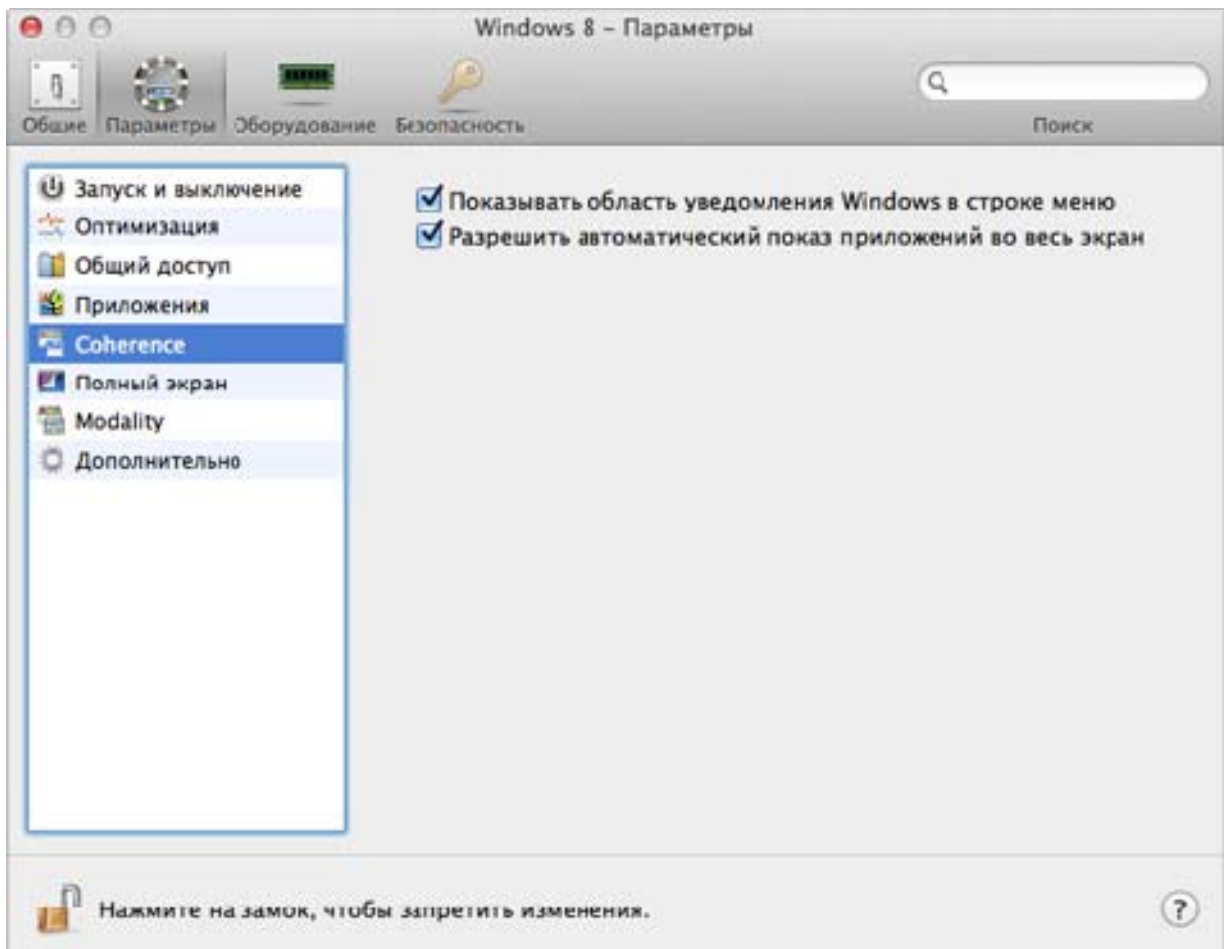 Windows 8 – Параметры
Общие Параметры Оборудование Безопасность Поиск
Запуск и выключение
Оптимизация
Общий доступ
Приложения
Coherence
Полный экран
Modality
Дополнительно
Показывать область уведомления Windows в строке меню
Разрешить автоматический показ приложений во весь экран
Нажмите на замок, чтобы запретить изменения.
?